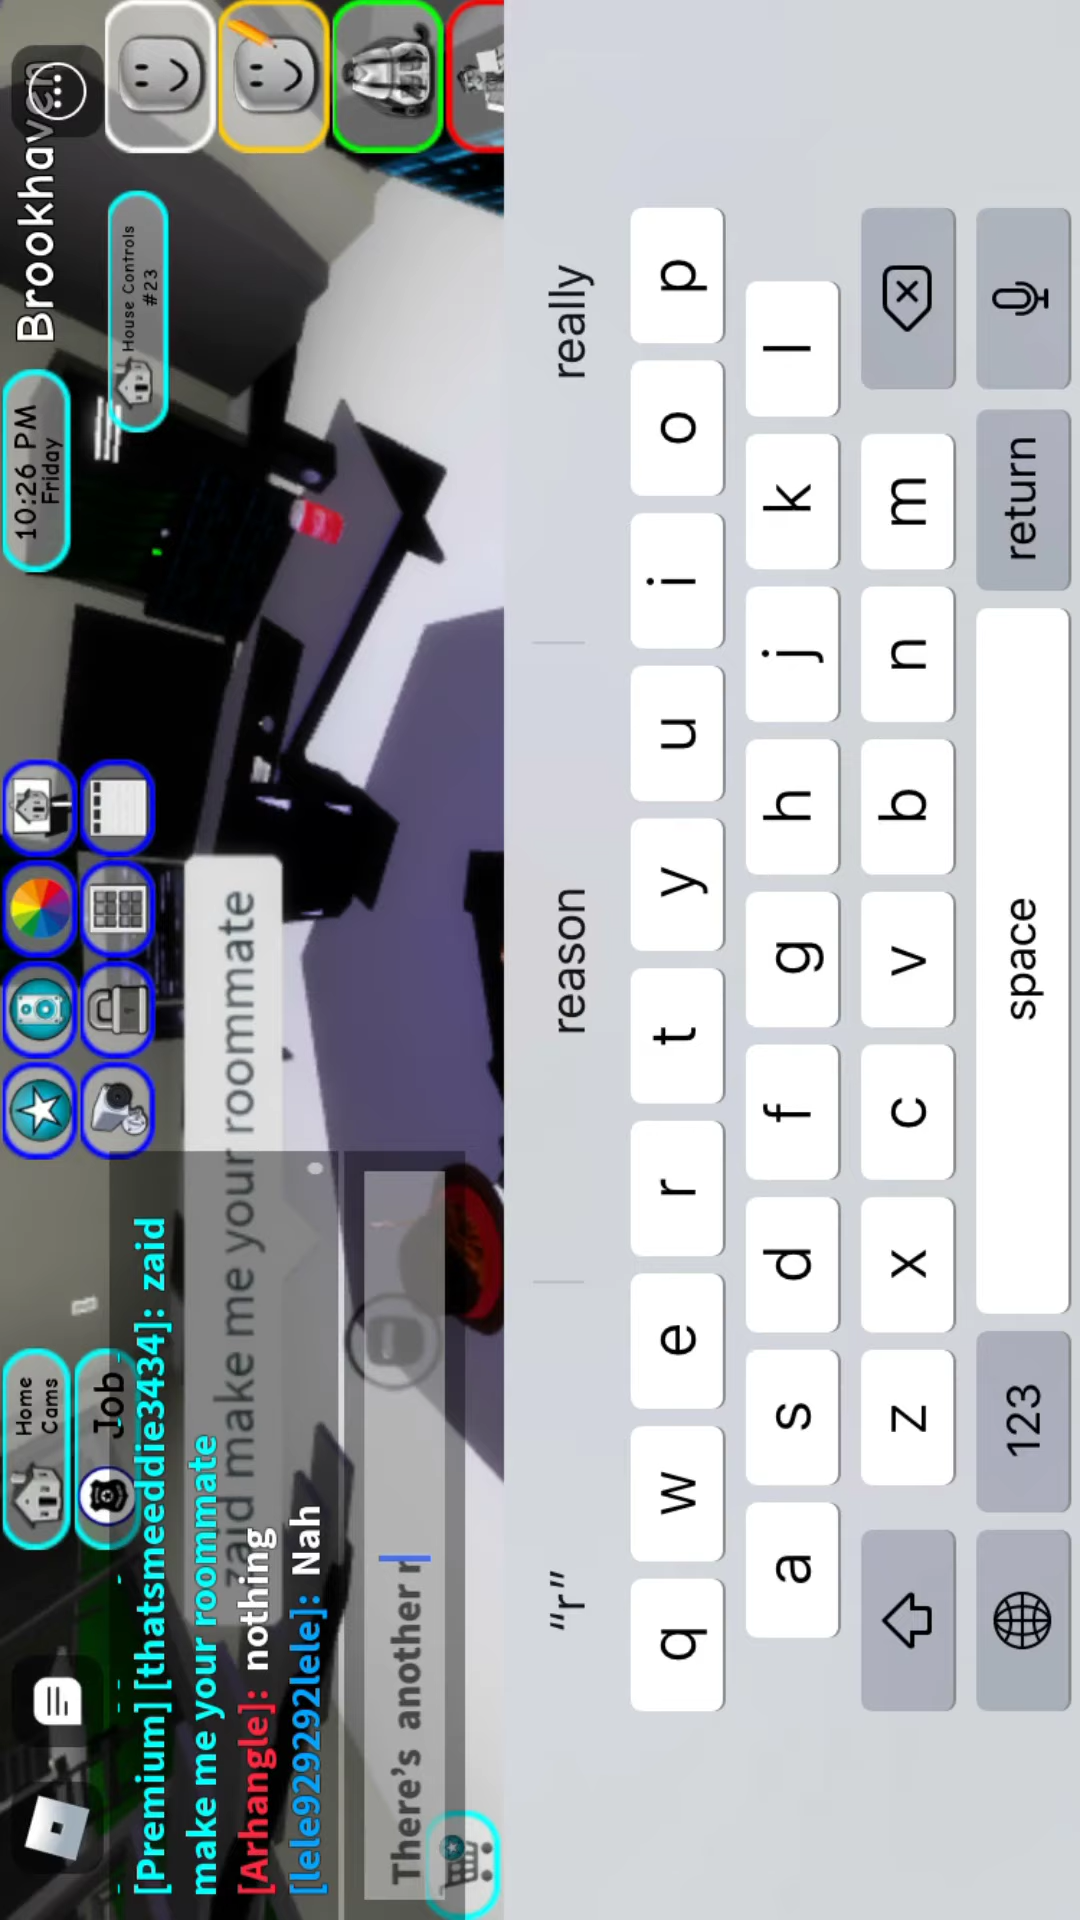 Brookhaven
10:26 PM
Friday
House Controls
#23
Home
Cams
Job
[Premium] [thatsmeeddie3434]: zaid
make me your roommate
[Arhangle]: nothing
[lele929292lele]: Nah
zaid make me your roommate
There's another r
“r”
reason
really
q w e r t y u i o p
a s d f g h j k l
z x c v b n m
123
space
return